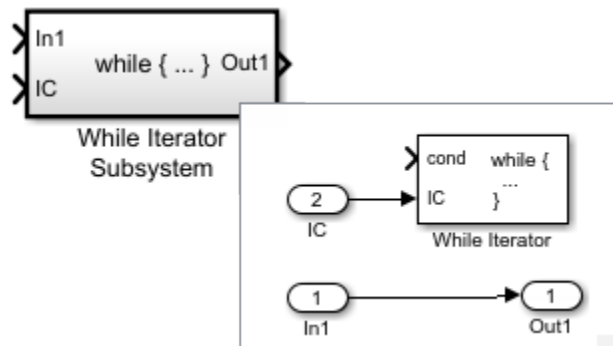 In1
while { ... } Out1
IC
While Iterator
Subsystem
cond while {
...
IC }
While Iterator
2
IC
1
In1
1
Out1